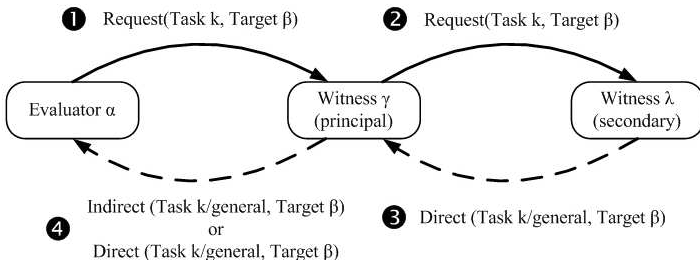 ❶ Request(Task k, Target β)
❷ Request(Task k, Target β)
Evaluator α
Witness γ
(principal)
Witness λ
(secondary)
❹ Indirect (Task k/general, Target β)
or
Direct (Task k/general, Target β)
❸ Direct (Task k/general, Target β)